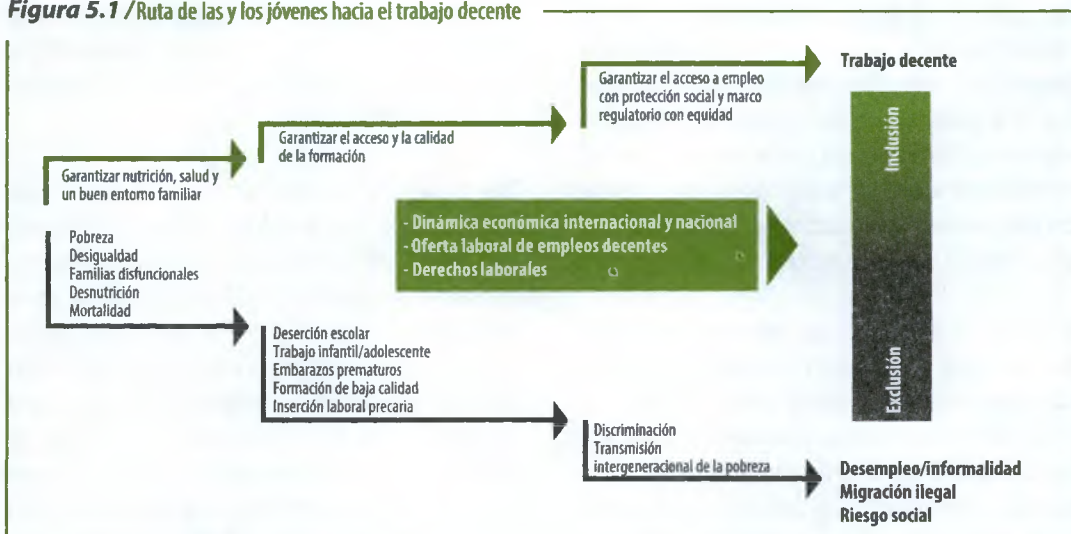 Figura 5.1 / Ruta de las y los jóvenes hacia el trabajo decente
Trabajo decente
Garantizar el acceso a empleo
con protección social y marco
regulatorio con equidad
Garantizar el acceso y la calidad
de la formación
Garantizar nutrición, salud y
un buen entorno familiar
Inclusión
- Dinámica económica internacional y nacional
- Oferta laboral de empleos decentes
- Derechos laborales
Pobreza
Desigualdad
Familias disfuncionales
Desnutrición
Mortalidad
Deserción escolar
Trabajo infantil/adolescente
Embarazos prematuros
Formación de baja calidad
Inserción laboral precaria
Exclusión
Discriminación
Transmisión
intergeneracional de la pobreza
Desempleo/informalidad
Migración ilegal
Riesgo social